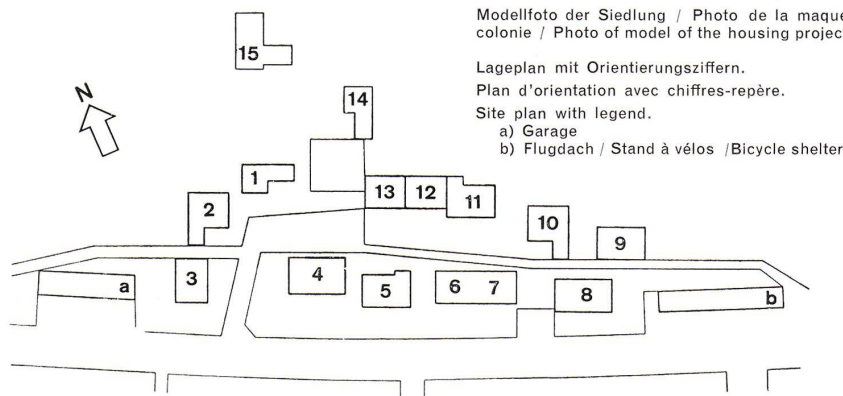 Modellfoto der Siedlung / Photo de la
colonie / Photo of model of the housing
Lageplan mit Orientierungsziffern.
Plan d'orientation avec chiffres-repère.
Site plan with legend.
a) Garage
b) Flugdach / Stand à vélos /Bicycle shelter
15
N
14
1
13 12 11
2
10
9
3
4
5
6 7
8
a
b